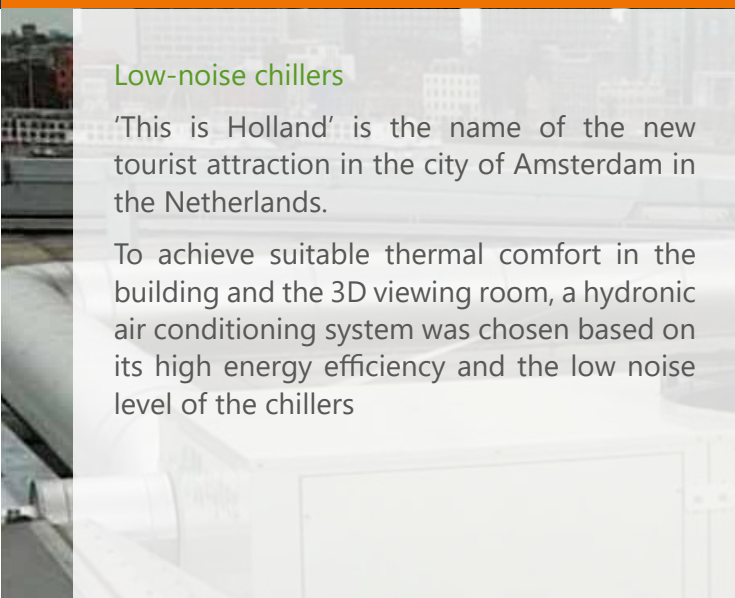 Low-noise chillers
‘This is Holland’ is the name of the new
tourist attraction in the city of Amsterdam in
the Netherlands.
To achieve suitable thermal comfort in the
building and the 3D viewing room, a hydronic
air conditioning system was chosen based on
its high energy efficiency and the low noise
level of the chillers